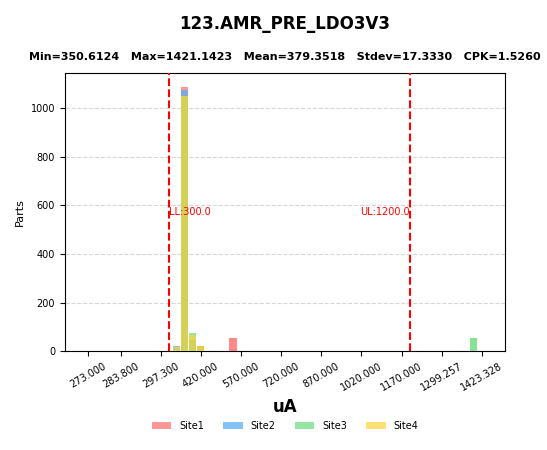 123.AMR_PRE_LDO3V3
Min=350.6124 Max=1421.1423 Mean=379.3518 Stdev=17.3330 CPK=1.5260
Parts
1000
800
600
400
200
0
LL:300.0
UL:1200.0
273.000
283.800
297.300
420.000
570.000
720.000
870.000
1020.000
1170.000
1299.257
1423.328
uA
Site1
Site2
Site3
Site4